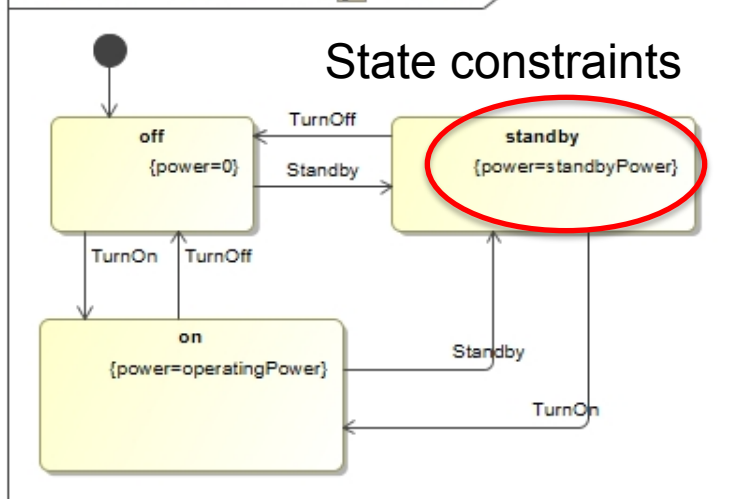 State constraints
TurnOff
off
standby
{power=0}
Standby
{power=standbyPower}
TurnOn
TurnOff
on
{power=operatingPower}
Standby
TurnOn